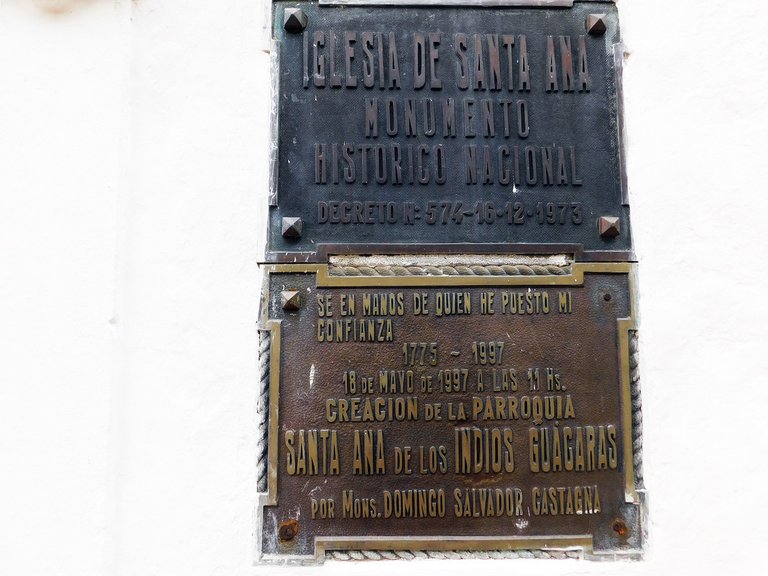 IGLESIA DE SANTA ANA
MONUMENTO
HISTORICO NACIONAL
DECRETO Nº: 574-16-12-1973
SE EN MANOS DE QUIEN HE PUESTO MI
CONFIANZA
1775 - 1997
18 DE MAYO DE 1997 A LAS 11 Hs.
CREACION DE LA PARROQUIA
SANTA ANA DE LOS INDIOS GUÁCARAS
POR MONS. DOMINGO SALVADOR CASTAGNA